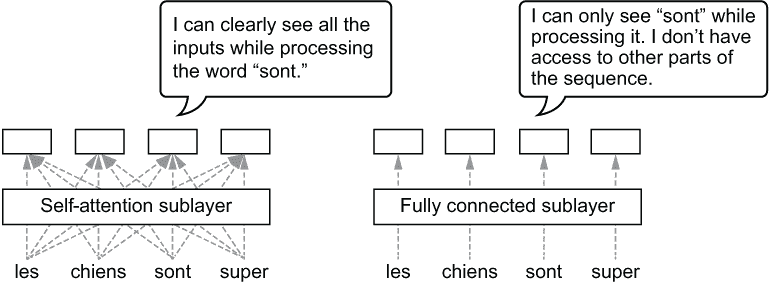 I can clearly see all the
inputs while processing
the word “sont.”
I can only see “sont” while
processing it. I don’t have
access to other parts of
the sequence.
Self-attention sublayer
Fully connected sublayer
les chiens sont super
les chiens sont super